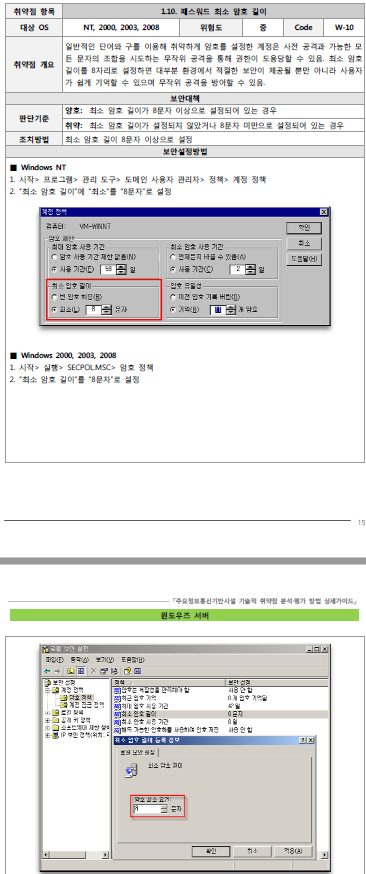 취약점 항목 1.10. 패스워드 최소 암호 길이
대상 OS NT, 2000, 2003, 2008 위험도 중 Code W-10
취약점 개요
일반적인 단어와 구를 이용해 취약하게 암호를 설정한 계정은 사전 공격과 가능한 모
든 문자의 조합을 시도하는 무작위 공격을 통해 권한이 도용당할 수 있음. 최소 암호
길이를 8자리로 설정하면 대부분 환경에서 적절한 보안이 제공될 뿐만 아니라 사용자
가 쉽게 기억할 수 있으며 무작위 공격을 방어할 수 있음.
보안대책
판단기준
양호: 최소 암호 길이가 8문자 이상으로 설정되어 있는 경우
취약: 최소 암호 길이가 설정되지 않았거나 8문자 미만으로 설정되어 있는 경우
조치방법 최소 암호 길이 8문자 이상으로 설정
보안설정방법
■ Windows NT
1. 시작> 프로그램> 관리 도구> 도메인 사용자 관리자> 정책> 계정 정책
2. "최소 암호 길이"에 "최소"를 "8문자"로 설정
계정 정책
컴퓨터: VM-WINNT
확인
취소
도움말(H)
암호 제한
최대 암호 사용 기간
암호 사용 기간 제한 없음(N)
사용 기간(E) 59 일
최소 암호 사용 기간
언제든지 바꿀 수 있음(A)
사용 기간(C) 2 일
최소 암호 길이
빈 암호 허용(B)
최소(L) 8 문자
암호 유일성
이전 암호 기록 버림(D)
기억(R) 개 암호
■ Windows 2000, 2003, 2008
1. 시작> 실행> SECPOL.MSC> 암호 정책
2. "최소 암호 길이"를 "8문자"로 설정
15
「주요정보통신기반시설 기술적 취약점 분석·평가 방법 상세가이드」
윈도우즈 서버
로컬 보안 설정
파일(F) 동작(A) 보기(V) 도움말(H)
보안 설정
계정 정책
암호 정책
계정 잠금 정책
로컬 정책
공개 키 정책
소프트웨어 제한 정책
IP 보안 정책(위치:
정책 보안 설정
암호는 복잡성을 만족해야 함 사용 안 함
최근 암호 기억 0 개 암호 기억됨
최대 암호 사용 기간 42 일
최소 암호 길이 0 문자
최소 암호 사용 기간 0 일
해독 가능한 암호화를 사용하여 암호 저장 사용 안 함
최소 암호 길이 등록 정보
로컬 보안 설정
최소 암호 길이
암호 최소 요구:
8 문자
확인 취소 적용(A)